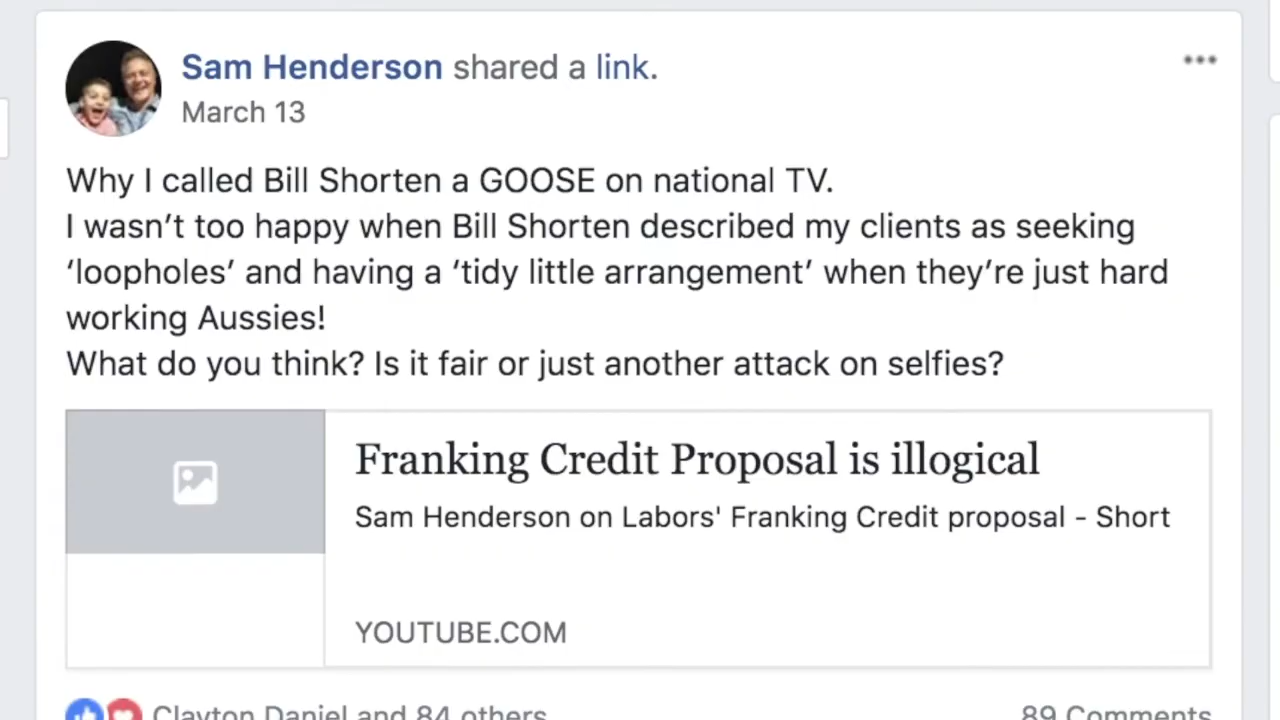 Sam Henderson shared a link.
March 13
Why I called Bill Shorten a GOOSE on national TV.
I wasn’t too happy when Bill Shorten described my clients as seeking
‘loopholes’ and having a ‘tidy little arrangement’ when they’re just hard
working Aussies!
What do you think? Is it fair or just another attack on selfies?
Franking Credit Proposal is illogical
Sam Henderson on Labors' Franking Credit proposal - Short
YOUTUBE.COM
Clayton Daniel and 84 others
89 Comments